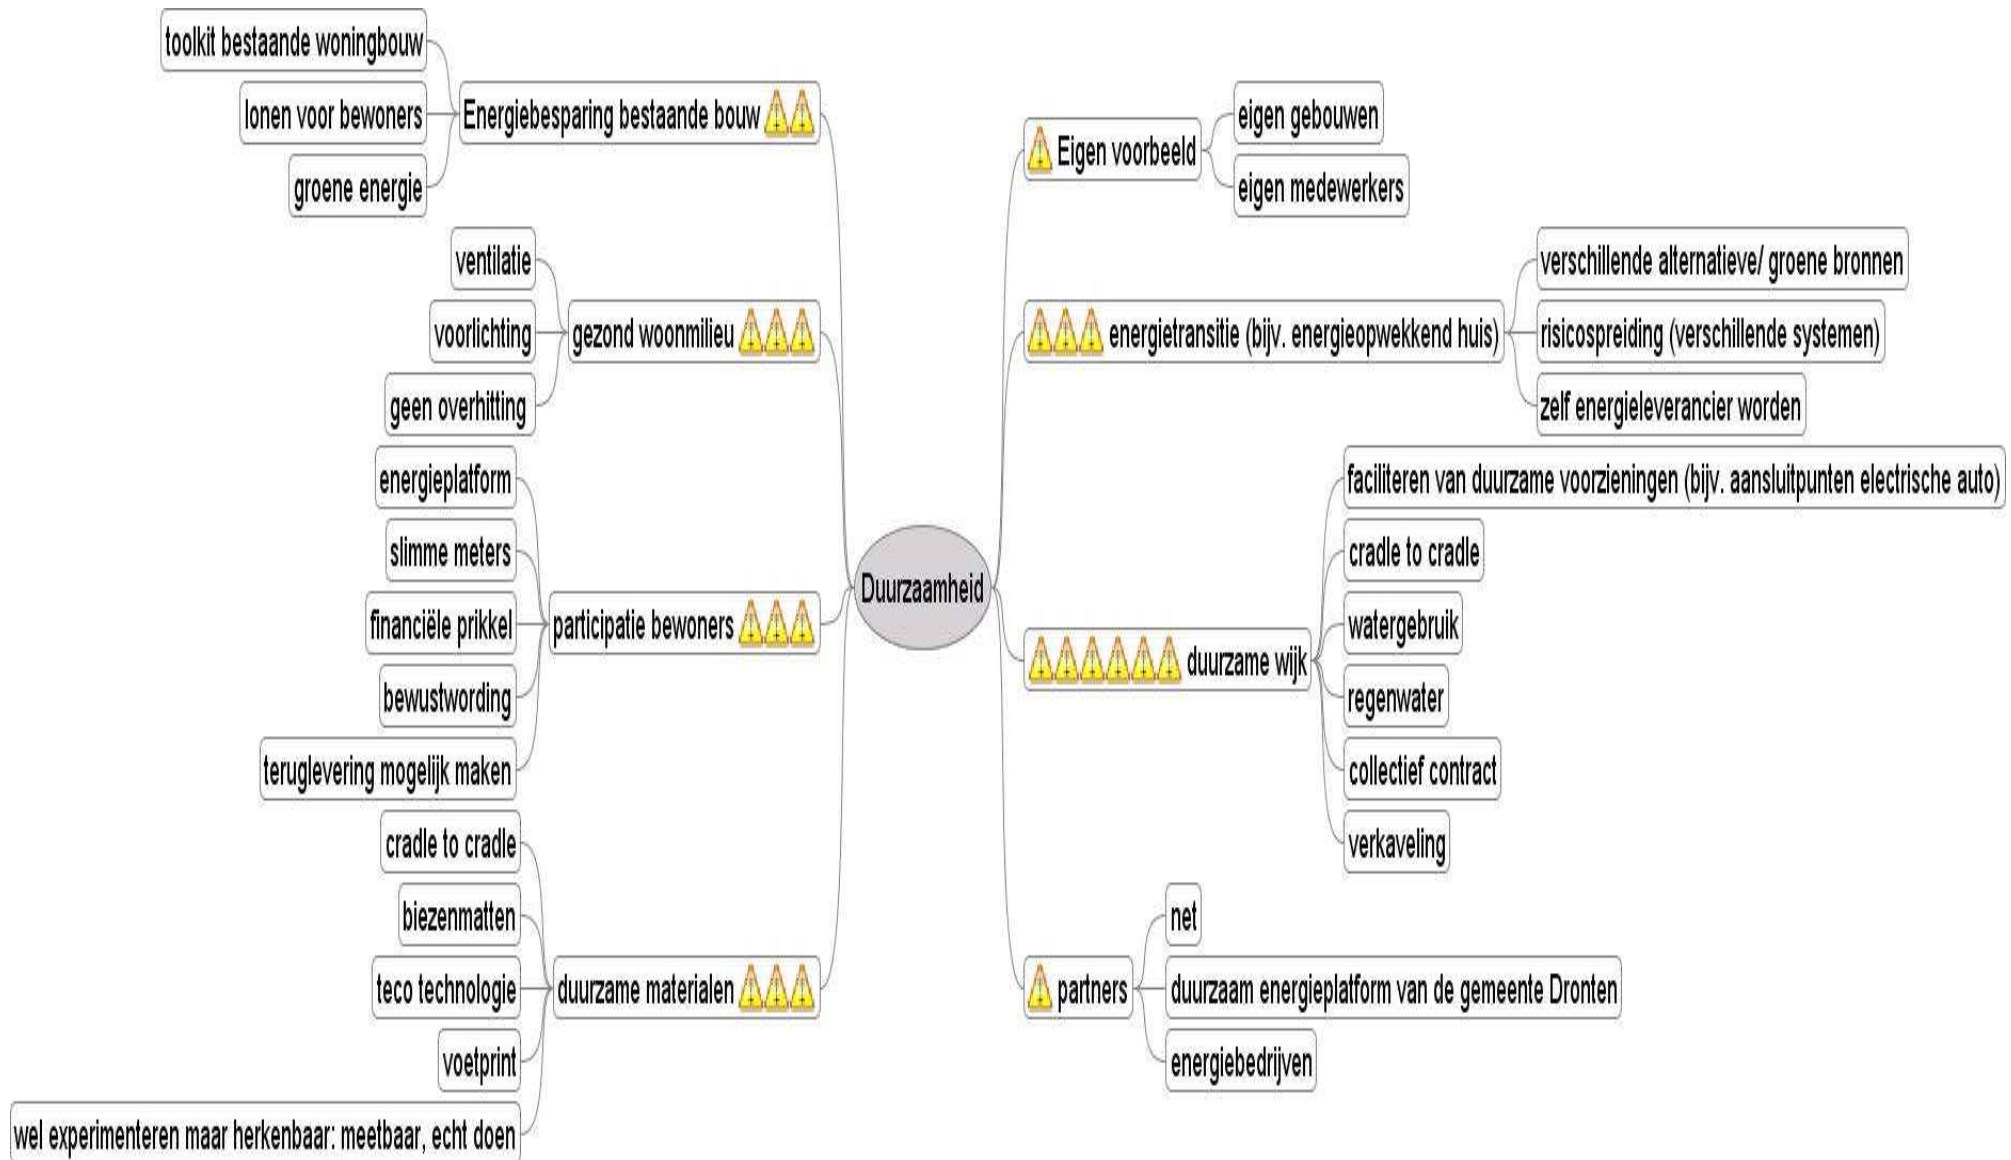 toolkit bestaande woningbouw
lonen voor bewoners
groene energie
Energiebesparing bestaande bouw
ventilatie
voorlichting
geen overhitting
gezond woonmilieu
energieplatform
slimme meters
financiële prikkel
bewustwording
teruglevering mogelijk maken
participatie bewoners
cradle to cradle
biezenmatten
teco technologie
voetprint
wel experimenteren maar herkenbaar: meetbaar, echt doen
duurzame materialen
Duurzaamheid
Eigen voorbeeld
eigen gebouwen
eigen medewerkers
energietransitie (bijv. energieopwekkend huis)
verschillende alternatieve/ groene bronnen
risicospreiding (verschillende systemen)
zelf energieleverancier worden
duurzame wijk
faciliteren van duurzame voorzieningen (bijv. aansluitpunten electrische auto)
cradle to cradle
watergebruik
regenwater
collectief contract
verkaveling
partners
net
duurzaam energieplatform van de gemeente Dronten
energiebedrijven